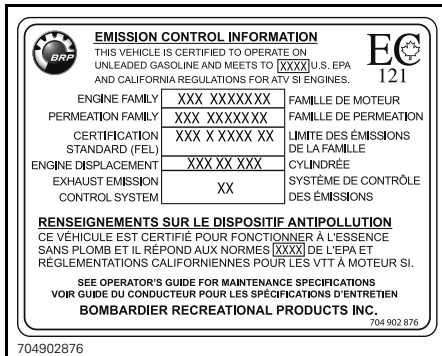 EMISSION CONTROL INFORMATION
THIS VEHICLE IS CERTIFIED TO OPERATE ON
UNLEADED GASOLINE AND MEETS TO XXXX U.S. EPA
AND CALIFORNIA REGULATIONS FOR ATV SI ENGINES.
BRP
EC
121
ENGINE FAMILY XXX XXXXXXX FAMILLE DE MOTEUR
PERMEATION FAMILY XXX XXXXXXX FAMILLE DE PERMEATION
CERTIFICATION XXX X XXXX XX LIMITE DES ÉMISSIONS
STANDARD (FEL) DE LA FAMILLE
ENGINE DISPLACEMENT XXX XX XXX CYLINDRÉE
EXHAUST EMISSION XX SYSTÈME DE CONTRÔLE
CONTROL SYSTEM DES ÉMISSIONS
RENSEIGNEMENTS SUR LE DISPOSITIF ANTIPOLLUTION
CE VÉHICULE EST CERTIFIÉ POUR FONCTIONNER À L'ESSENCE
SANS PLOMB ET IL RÉPOND AUX NORMES XXXX DE L'EPA ET
RÉGLEMENTATIONS CALIFORNIENNES POUR LES VTT À MOTEUR SI.
SEE OPERATOR'S GUIDE FOR MAINTENANCE SPECIFICATIONS
VOIR GUIDE DU CONDUCTEUR POUR LES SPÉCIFICATIONS D'ENTRETIEN
BOMBARDIER RECREATIONAL PRODUCTS INC.
704 902 876
704902876